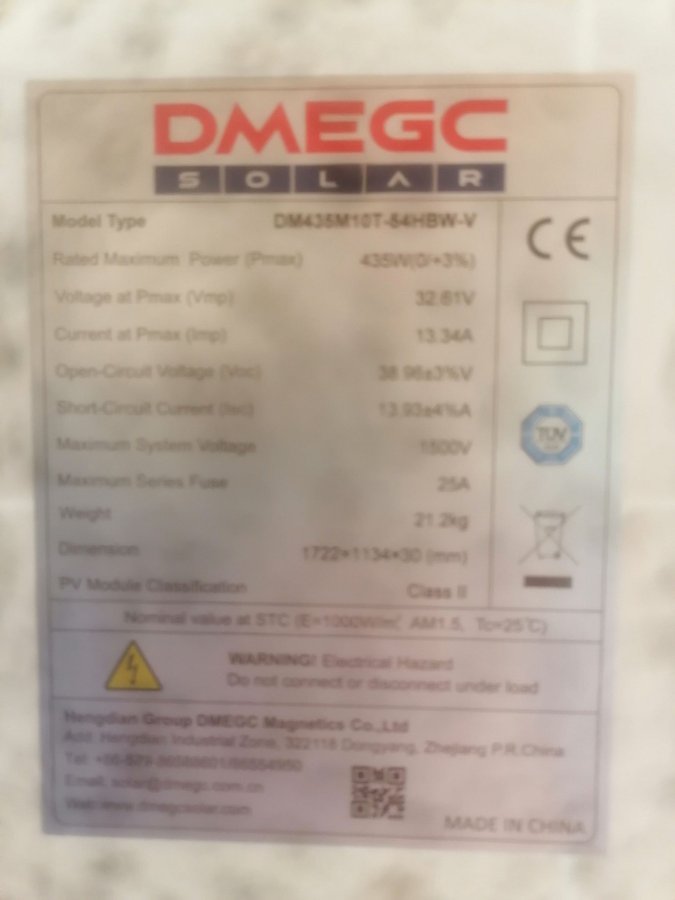 DMEGC
SOLAR
Model Type DM435M10T-54HBW-V
Rated Maximum Power (Pmax) 435W(0/+3%)
Voltage at Pmax (Vmp) 32.61V
Current at Pmax (Imp) 13.34A
Open-Circuit Voltage (Voc) 38.96±3%V
Short-Circuit Current (Isc) 13.93±4%A
Maximum System Voltage 1500V
Maximum Series Fuse 25A
Weight 21.2kg
Dimension 1722×1134×30 (mm)
PV Module Classification Class II
CE
TÜV
Nominal value at STC (E=1000W/㎡, AM1.5, Tc=25℃)
WARNING! Electrical Hazard
Do not connect or disconnect under load
Hengdian Group DMEGC Magnetics Co.,Ltd
Add: Hengdian Industrial Zone, 322118 Dongyang, Zhejiang P.R.China
Tel:
Email: solar@dmegc.com.cn
Web: www.dmegcsolar.com
MADE IN CHINA